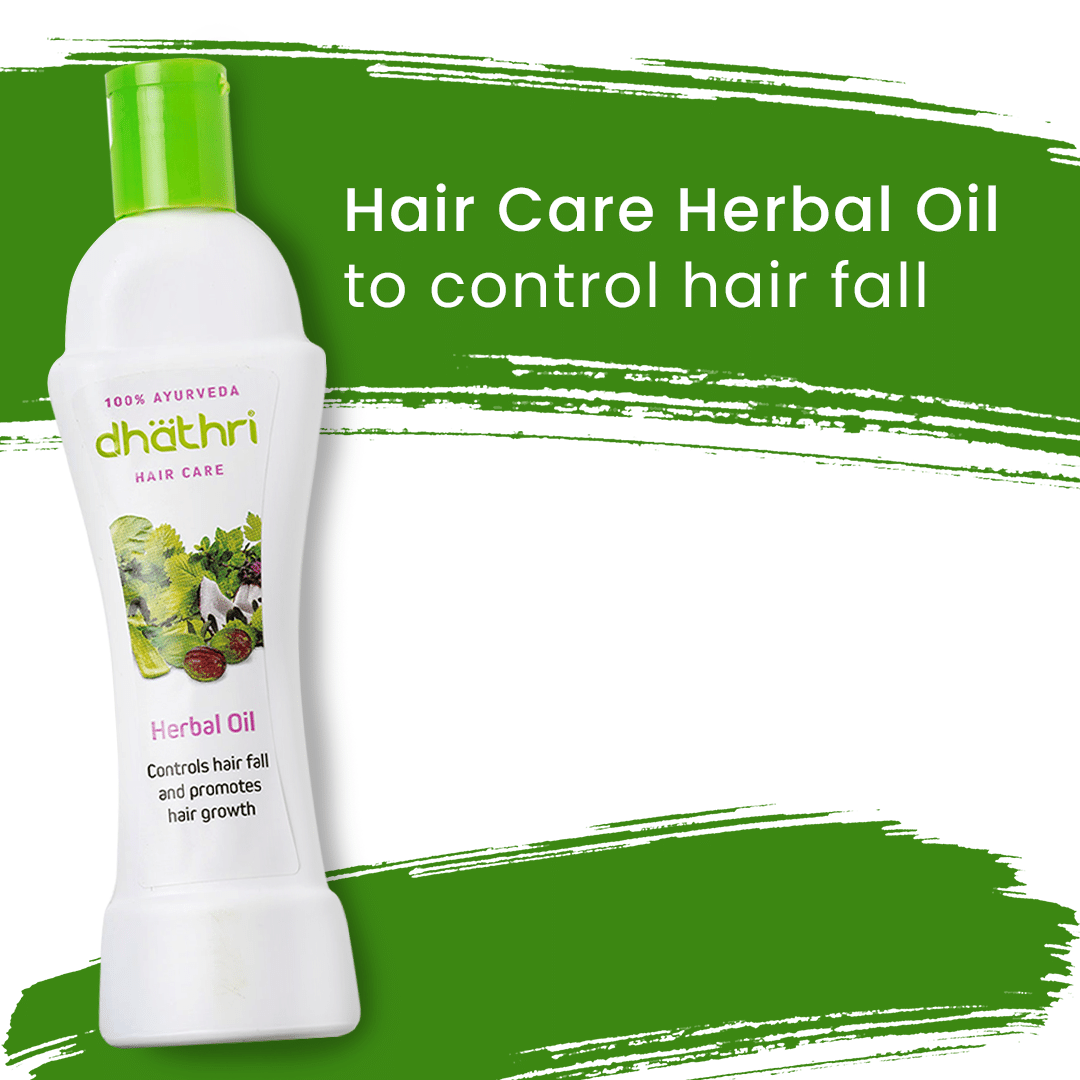 Hair Care Herbal Oil
to control hair fall
100% AYURVEDA
dhäthri
HAIR CARE
Herbal Oil
Controls hair fall
and promotes
hair growth